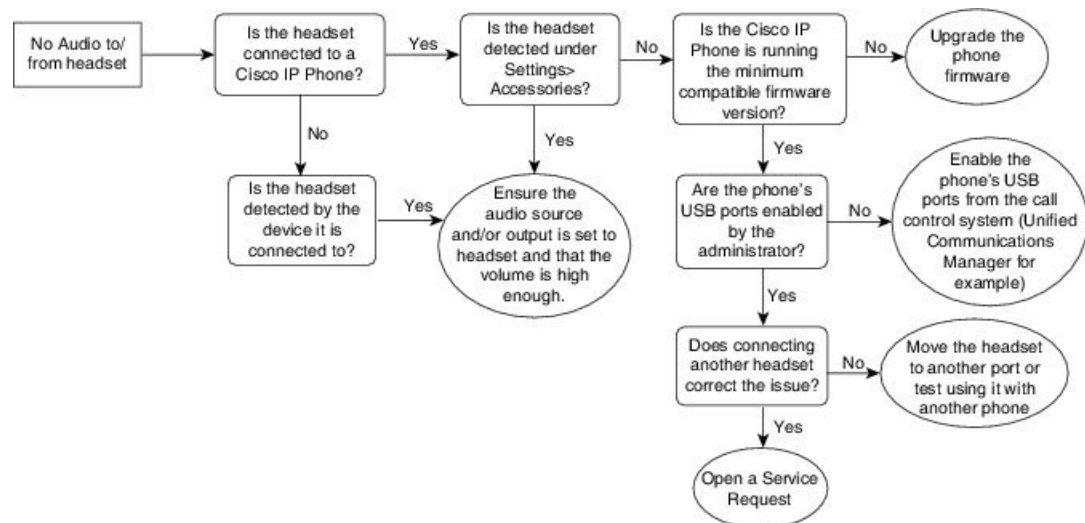 No Audio to/
from headset
Is the headset
connected to a
Cisco IP Phone?
Yes
Is the headset
detected under
Settings>
Accessories?
No
Is the Cisco IP
Phone is running
the minimum
compatible firmware
version?
No
Upgrade the
phone
firmware
No
Yes
Yes
Is the headset
detected by the
device it is
connected to?
Yes
Ensure the
audio source
and/or output is set to
headset and that the
volume is high
enough.
Are the phone's
USB ports enabled
by the
administrator?
No
Enable the
phone's USB
ports from the call
control system (Unified
Communications
Manager for
example)
Yes
Does connecting
another headset
correct the issue?
No
Move the headset
to another port or
test using it with
another phone
Yes
Open a Service
Request